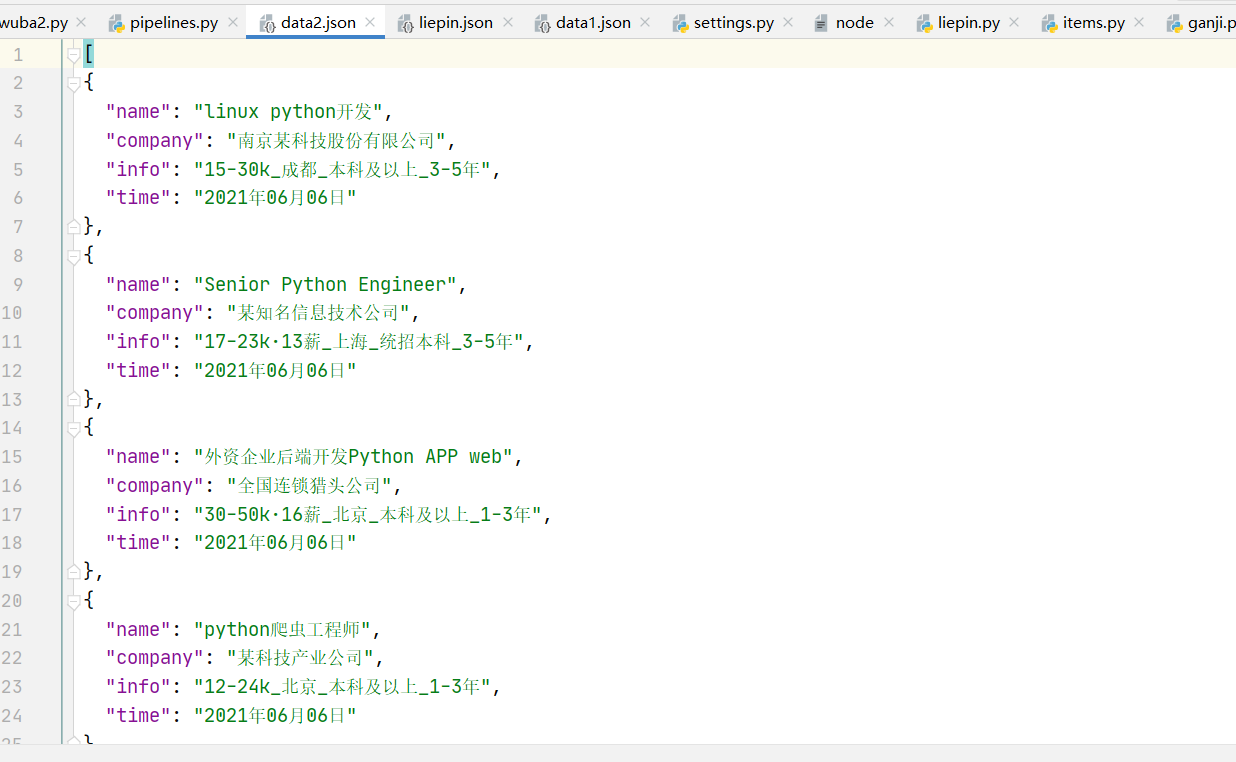 wuba2.py pipelines.py data2.json liepin.json data1.json settings.py node liepin.py items.py ganji.p
1 [
2 {
3 "name": "linux python开发",
4 "company": "南京某科技股份有限公司",
5 "info": "15-30k_成都_本科及以上_3-5年",
6 "time": "2021年06月06日"
7 },
8 {
9 "name": "Senior Python Engineer",
10 "company": "某知名信息技术公司",
11 "info": "17-23k·13薪_上海_统招本科_3-5年",
12 "time": "2021年06月06日"
13 },
14 {
15 "name": "外资企业后端开发Python APP web",
16 "company": "全国连锁猎头公司",
17 "info": "30-50k·16薪_北京_本科及以上_1-3年",
18 "time": "2021年06月06日"
19 },
20 {
21 "name": "python爬虫工程师",
22 "company": "某科技产业公司",
23 "info": "12-24k_北京_本科及以上_1-3年",
24 "time": "2021年06月06日"
25 }